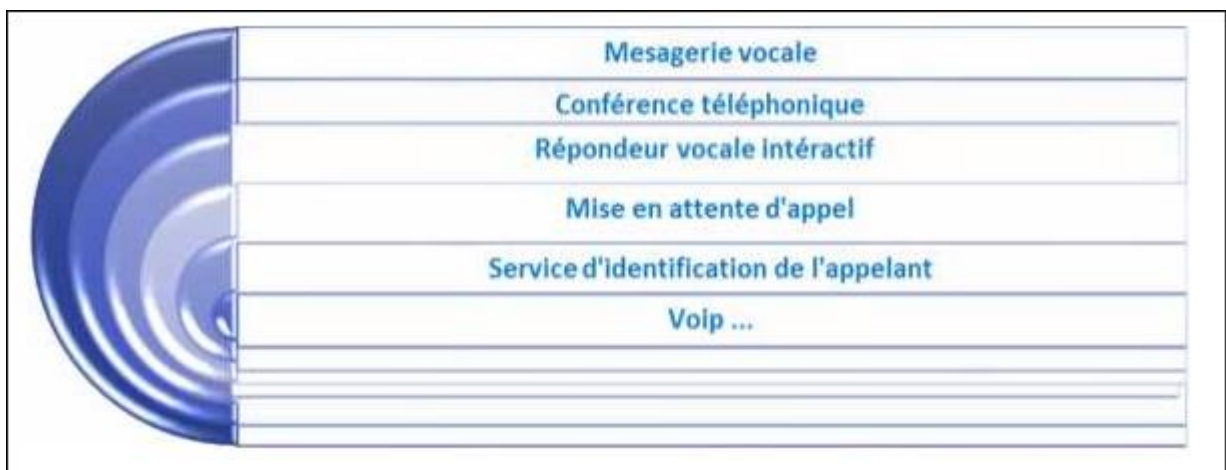 Mesagerie vocale
Conférence téléphonique
Répondeur vocale intéractif
Mise en attente d'appel
Service d'identification de l'appelant
Voip ...